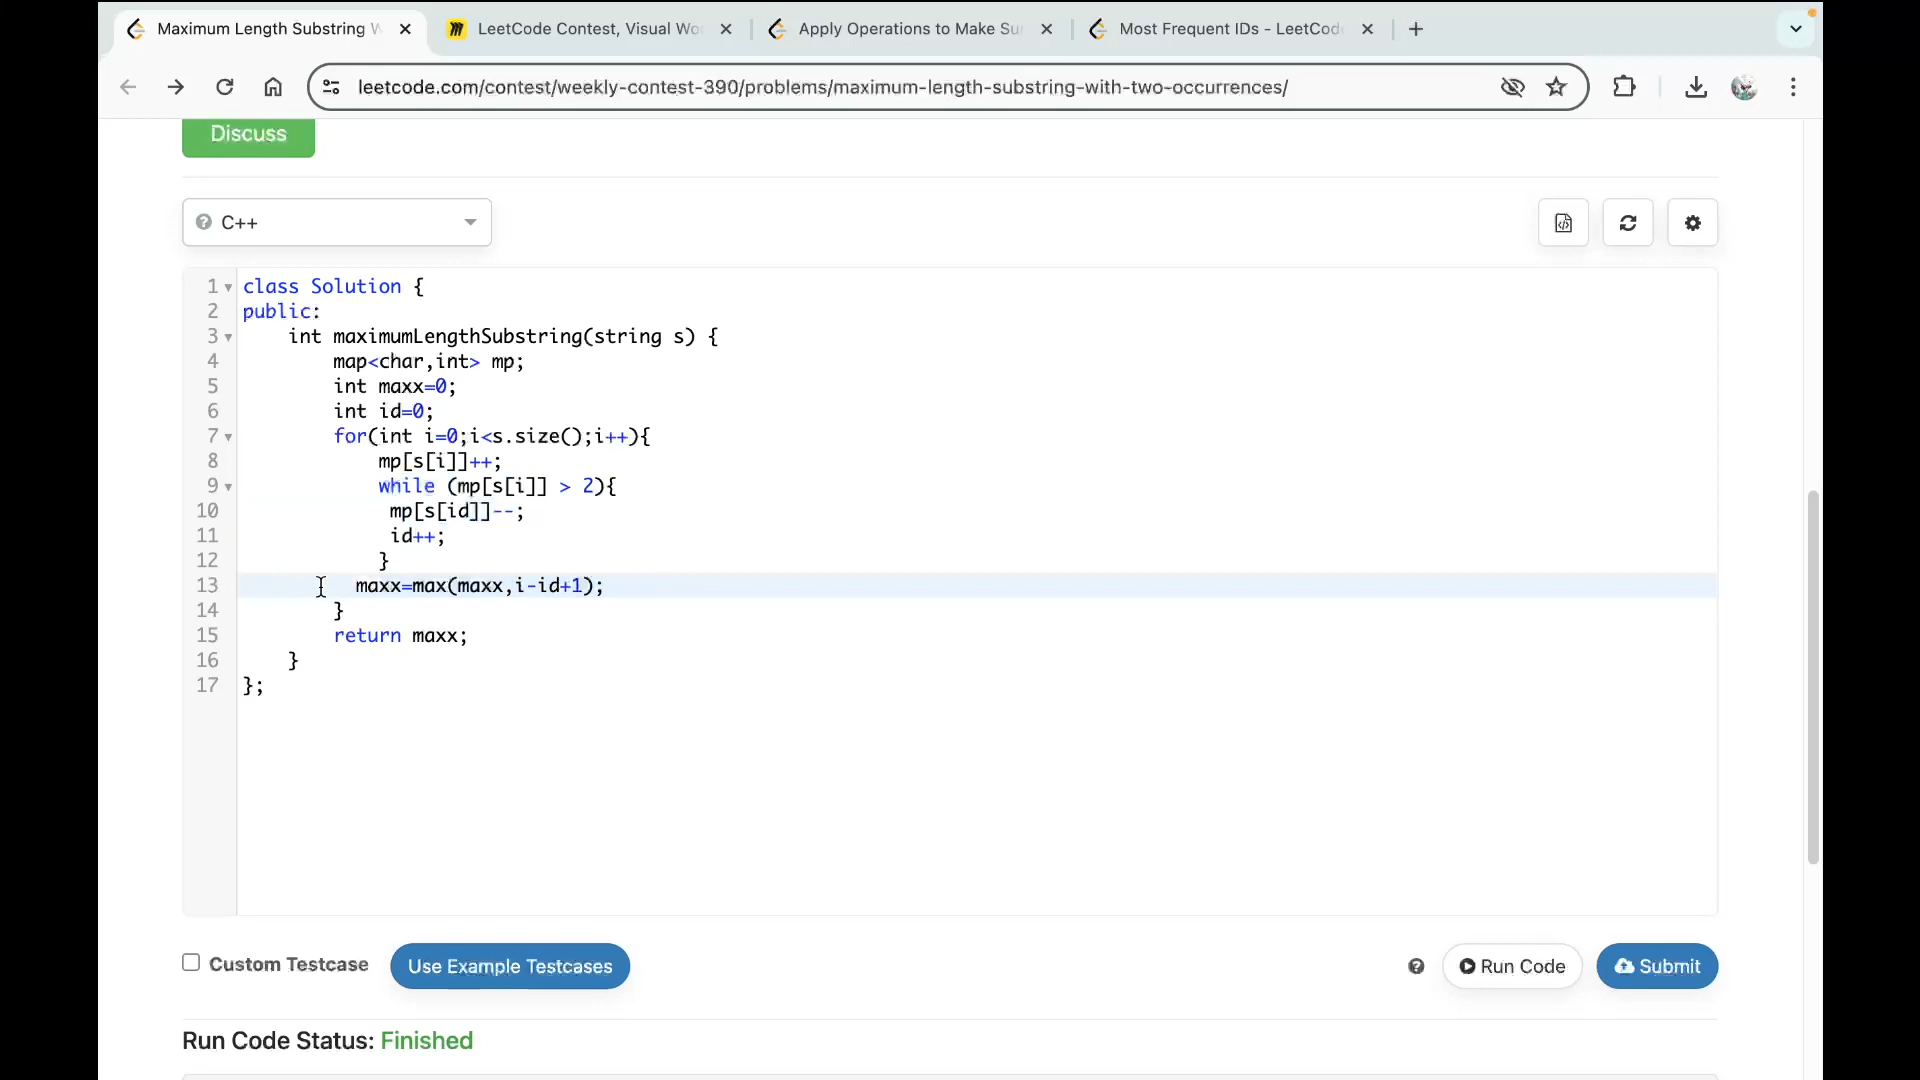 Maximum Length Substring W
LeetCode Contest, Visual Wo
Apply Operations to Make Su
Most Frequent IDs - LeetCode
leetcode.com/contest/weekly-contest-390/problems/maximum-length-substring-with-two-occurrences/
Discuss
C++
1 class Solution {
2 public:
3 int maximumLengthSubstring(string s) {
4 map<char,int> mp;
5 int maxx=0;
6 int id=0;
7 for(int i=0;i<s.size();i++){
8 mp[s[i]]++;
9 while (mp[s[i]] > 2){
10 mp[s[id]]--;
11 id++;
12 }
13 maxx=max(maxx,i-id+1);
14 }
15 return maxx;
16 }
17 };
Custom Testcase
Use Example Testcases
Run Code
Submit
Run Code Status: Finished